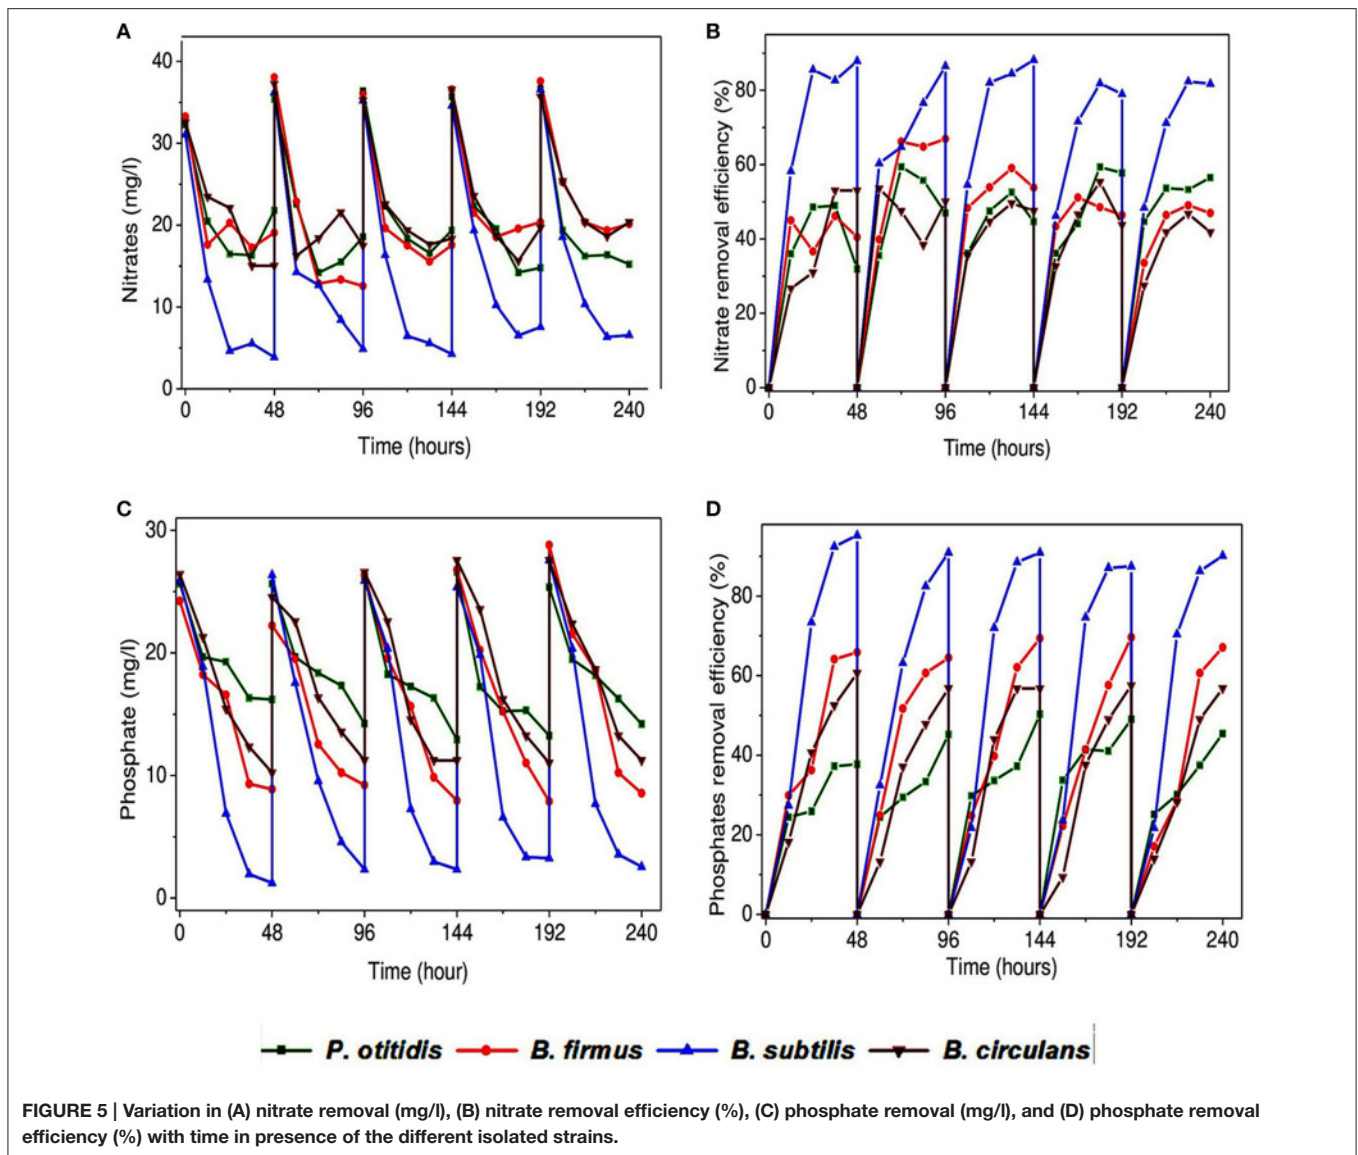 A
40
30
20
10
0
Nitrates (mg/l)
0 48 96 144 192 240
Time (hours)
B
80
60
40
20
0
Nitrate removal efficiency (%)
0 48 96 144 192 240
Time (hours)
C
30
20
10
0
Phosphate (mg/l)
0 48 96 144 192 240
Time (hour)
D
80
60
40
20
0
Phosphates removal efficiency (%)
0 48 96 144 192 240
Time (hours)
P. otitidis B. firmus B. subtilis B. circulans
FIGURE 5 | Variation in (A) nitrate removal (mg/l), (B) nitrate removal efficiency (%), (C) phosphate removal (mg/l), and (D) phosphate removal
efficiency (%) with time in presence of the different isolated strains.